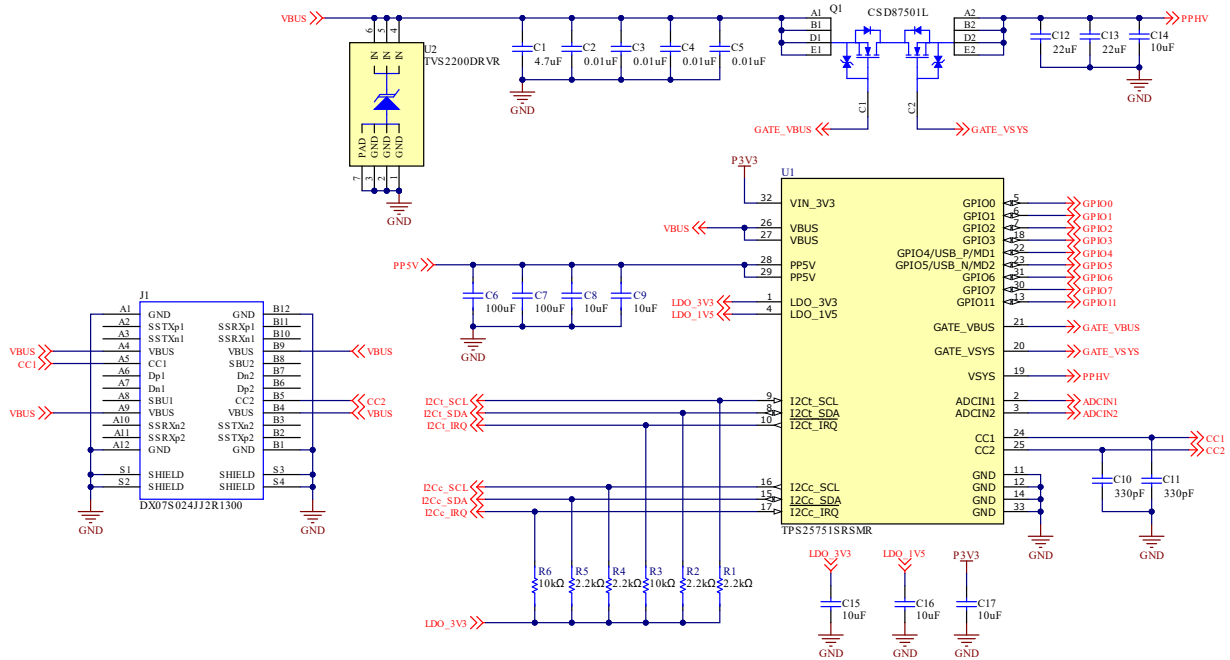 VBUS
6
5
4
IN
IN
IN
U2
TVS2200DRVR
PAD
GND
GND
GND
7
3
2
1
GND
C1
4.7uF
C2
0.01uF
C3
0.01uF
C4
0.01uF
C5
0.01uF
GND
Q1
CSD87501L
A1
B1
D1
E1
A2
B2
D2
E2
C1
C2
GATE_VBUS
GATE_VSYS
PPHV
C12
22uF
C13
22uF
C14
10uF
GND
P3V3
U1
32
VIN_3V3
VBUS
26
VBUS
27
VBUS
PP5V
28
PP5V
29
PP5V
C6
100uF
C7
100uF
C8
10uF
C9
10uF
GND
LDO_3V3
1
LDO_3V3
LDO_1V5
4
LDO_1V5
I2Ct_SCL
9
I2Ct_SCL
I2Ct_SDA
8
I2Ct_SDA
I2Ct_IRQ
10
I2Ct_IRQ
I2Cc_SCL
16
I2Cc_SCL
I2Cc_SDA
15
I2Cc_SDA
I2Cc_IRQ
17
I2Cc_IRQ
GPIO0
5
GPIO0
GPIO1
6
GPIO1
GPIO2
7
GPIO2
GPIO3
18
GPIO3
GPIO4/USB_P/MD1
22
GPIO4
GPIO5/USB_N/MD2
23
GPIO5
GPIO6
31
GPIO6
GPIO7
30
GPIO7
GPIO11
13
GPIO11
GATE_VBUS
21
GATE_VBUS
GATE_VSYS
20
GATE_VSYS
VSYS
19
PPHV
ADCIN1
2
ADCIN1
ADCIN2
3
ADCIN2
CC1
24
CC1
CC2
25
CC2
GND
11
GND
12
GND
14
GND
33
GND
C10
330pF
C11
330pF
GND
TPS25751SRSMR
J1
A1
GND
GND
B12
A2
SSTXp1
SSRXp1
B11
A3
SSTXn1
SSRXn1
B10
VBUS
A4
VBUS
VBUS
B9
VBUS
CC1
A5
CC1
SBU2
B8
A6
Dp1
Dn2
B7
A7
Dn1
Dp2
B6
A8
SBU1
CC2
B5
CC2
VBUS
A9
VBUS
VBUS
B4
VBUS
A10
SSRXn2
SSTXn2
B3
A11
SSRXp2
SSTXp2
B2
A12
GND
GND
B1
S1
SHIELD
SHIELD
S3
S2
SHIELD
SHIELD
S4
DX07S024JJ2R1300
GND
GND
R6
10kΩ
R5
2.2kΩ
R4
2.2kΩ
R3
10kΩ
R2
2.2kΩ
R1
2.2kΩ
LDO_3V3
LDO_3V3
C15
10uF
GND
LDO_1V5
C16
10uF
GND
P3V3
C17
10uF
GND